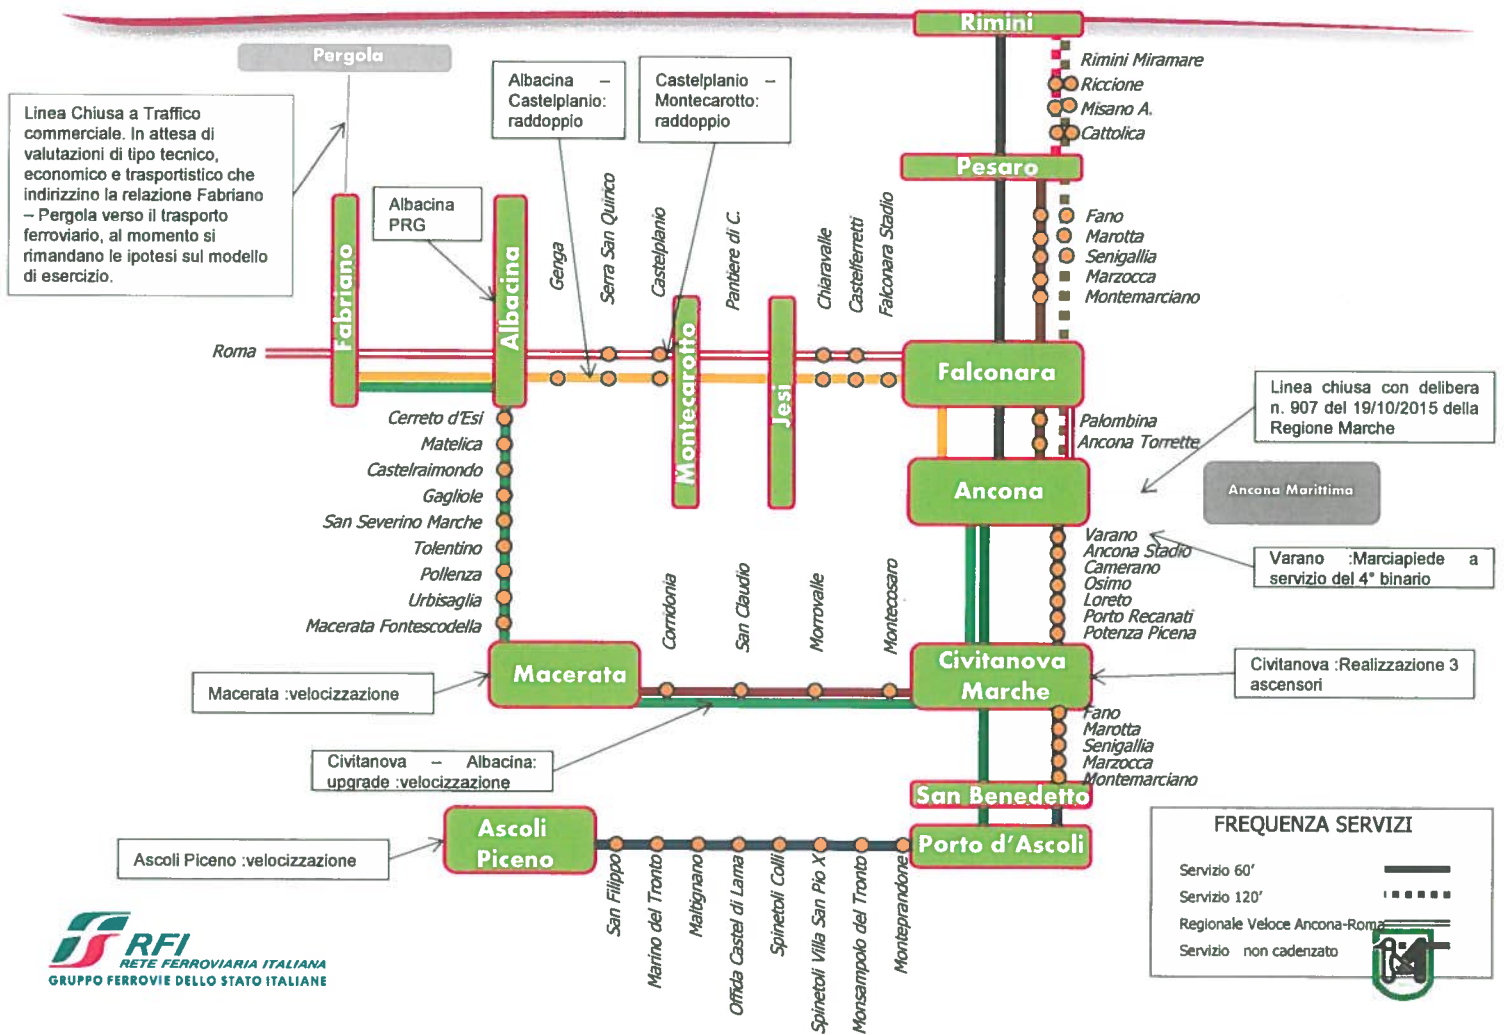 Rimini
Pergola
Rimini Miramare
Riccione
Misano A.
Cattolica
Linea Chiusa a Traffico
commerciale. In attesa di
valutazioni di tipo tecnico,
economico e trasportistico che
indirizzino la relazione Fabriano
– Pergola verso il trasporto
ferroviario, al momento si
rimandano le ipotesi sul modello
di esercizio.
Albacina –
Castelplanio:
raddoppio
Castelplanio –
Montecarotto:
raddoppio
Albacina
PRG
Pesaro
Fano
Marotta
Senigallia
Marzocca
Montemarciano
Genga
Serra San Quirico
Castelplanio
Pantiere di C.
Chiaravalle
Castelferretti
Falconara Stadio
Roma
Fabriano
Albacina
Montecarotto
Jesi
Falconara
Palombina
Ancona Torrette
Linea chiusa con delibera
n. 907 del 19/10/2015 della
Regione Marche
Ancona
Ancona Marittima
Cerreto d'Esi
Matelica
Castelraimondo
Gagliole
San Severino Marche
Tolentino
Pollenza
Urbisaglia
Macerata Fontescodella
Varano
Ancona Stadio
Camerano
Osimo
Loreto
Porto Recanati
Potenza Picena
Varano :Marciapiede a
servizio del 4° binario
Corridonia
San Claudio
Morrovalle
Montecosaro
Macerata
Civitanova
Marche
Macerata :velocizzazione
Civitanova :Realizzazione 3
ascensori
Civitanova – Albacina:
upgrade :velocizzazione
Fano
Marotta
Senigallia
Marzocca
Montemarciano
San Benedetto
Porto d'Ascoli
Ascoli
Piceno
Ascoli Piceno :velocizzazione
San Filippo
Marino del Tronto
Maltignano
Offida Castel di Lama
Spinetoli Colli
Spinetoli Villa San Pio X
Monsampolo del Tronto
Monteprandone
FREQUENZA SERVIZI
Servizio 60'
Servizio 120'
Regionale Veloce Ancona-Roma
Servizio non cadenzato
RFI
RETE FERROVIARIA ITALIANA
GRUPPO FERROVIE DELLO STATO ITALIANE